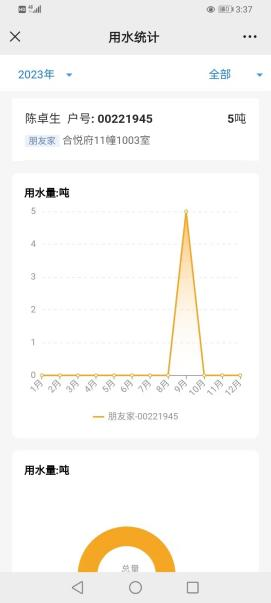 46
3:37
用水统计
2023年
全部
陈卓生 户号: 00221945 5吨
朋友家 合悦府11幢1003室
用水量:吨
5
4
3
2
1
0
1月 2月 3月 4月 5月 6月 7月 8月 9月 10月 11月 12月
朋友家-00221945
用水量:吨
总量